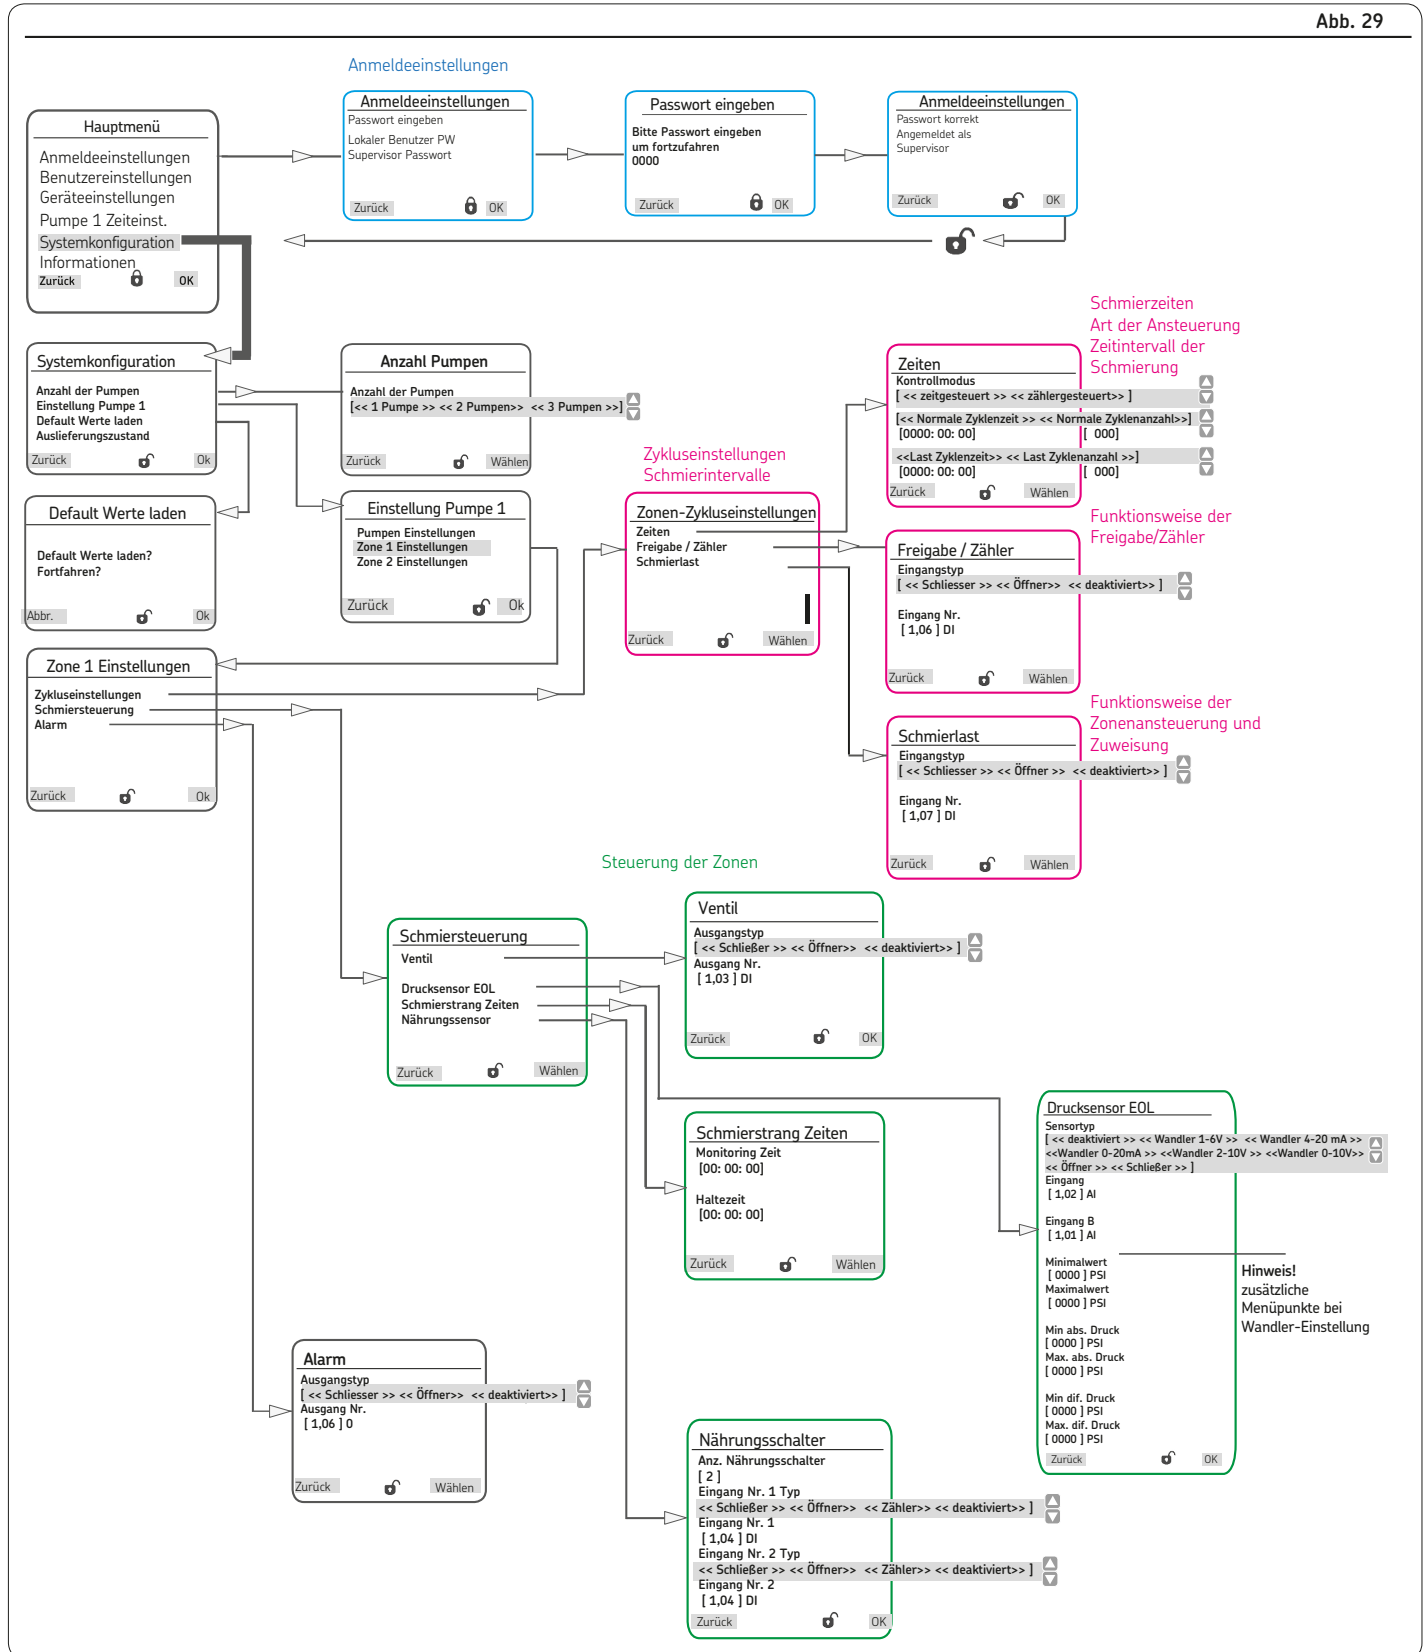 Abb. 29
Anmeldeeinstellungen
Hauptmenü
Anmeldeeinstellungen
Benutzereinstellungen
Geräteeinstellungen
Pumpe 1 Zeiteinst.
Systemkonfiguration
Informationen
Zurück OK
Anmeldeeinstellungen
Passwort eingeben
Lokaler Benutzer PW
Supervisor Passwort
Zurück OK
Passwort eingeben
Bitte Passwort eingeben
um fortzufahren
0000
Zurück OK
Anmeldeeinstellungen
Passwort korrekt
Angemeldet als
Supervisor
Zurück OK
Systemkonfiguration
Anzahl der Pumpen
Einstellung Pumpe 1
Default Werte laden
Auslieferungszustand
Zurück Ok
Anzahl Pumpen
Anzahl der Pumpen
[<< 1 Pumpe >> << 2 Pumpen>> << 3 Pumpen >>]
Zurück Wählen
Default Werte laden
Default Werte laden?
Fortfahren?
Abbr. Ok
Einstellung Pumpe 1
Pumpen Einstellungen
Zone 1 Einstellungen
Zone 2 Einstellungen
Zurück Ok
Zone 1 Einstellungen
Zykluseinstellungen
Schmiersteuerung
Alarm
Zurück Ok
Zykluseinstellungen
Schmierintervalle
Zonen-Zykluseinstellungen
Zeiten
Freigabe / Zähler
Schmierlast
Zurück Wählen
Schmierzeiten
Art der Ansteuerung
Zeitintervall der
Schmierung
Zeiten
Kontrollmodus
[ << zeitgesteuert >> << zählergesteuert>> ]
[<< Normale Zyklenzeit >> << Normale Zyklenanzahl>>]
[0000: 00: 00] [ 000]
<<Last Zyklenzeit>> << Last Zyklenanzahl >>]
[0000: 00: 00] [ 000]
Zurück Wählen
Funktionsweise der
Freigabe/Zähler
Freigabe / Zähler
Eingangstyp
[ << Schliesser >> << Öffner>> << deaktiviert>> ]
Eingang Nr.
[ 1,06 ] DI
Zurück Wählen
Funktionsweise der
Zonenansteuerung und
Zuweisung
Schmierlast
Eingangstyp
[ << Schliesser >> << Öffner >> << deaktiviert>> ]
Eingang Nr.
[ 1,07 ] DI
Zurück Wählen
Steuerung der Zonen
Schmiersteuerung
Ventil
Drucksensor EOL
Schmierstrang Zeiten
Nährungssensor
Zurück Wählen
Ventil
Ausgangstyp
[ << Schließer >> << Öffner>> << deaktiviert>> ]
Ausgang Nr.
[ 1,03 ] DI
Zurück OK
Schmierstrang Zeiten
Monitoring Zeit
[00: 00: 00]
Haltezeit
[00: 00: 00]
Zurück Wählen
Drucksensor EOL
Sensortyp
[ << deaktiviert >> << Wandler 1-6V >> << Wandler 4-20 mA >>
<<Wandler 0-20mA >> <<Wandler 2-10V >> <<Wandler 0-10V>>
<< Öffner >> << Schließer >> ]
Eingang
[ 1,02 ] AI
Eingang B
[ 1,01 ] AI
Minimalwert
[ 0000 ] PSI
Maximalwert
[ 0000 ] PSI
Min abs. Druck
[ 0000 ] PSI
Max. abs. Druck
[ 0000 ] PSI
Min dif. Druck
[ 0000 ] PSI
Max. dif. Druck
[ 0000 ] PSI
Zurück OK
Hinweis!
zusätzliche
Menüpunkte bei
Wandler-Einstellung
Alarm
Ausgangstyp
[ << Schliesser >> << Öffner>> << deaktiviert>> ]
Ausgang Nr.
[ 1,06 ] 0
Zurück Wählen
Nährungsschalter
Anz. Nährungsschalter
[ 2 ]
Eingang Nr. 1 Typ
<< Schließer >> << Öffner>> << Zähler>> << deaktiviert>> ]
Eingang Nr. 1
[ 1,04 ] DI
Eingang Nr. 2 Typ
<< Schließer >> << Öffner>> << Zähler>> << deaktiviert>> ]
Eingang Nr. 2
[ 1,04 ] DI
Zurück OK